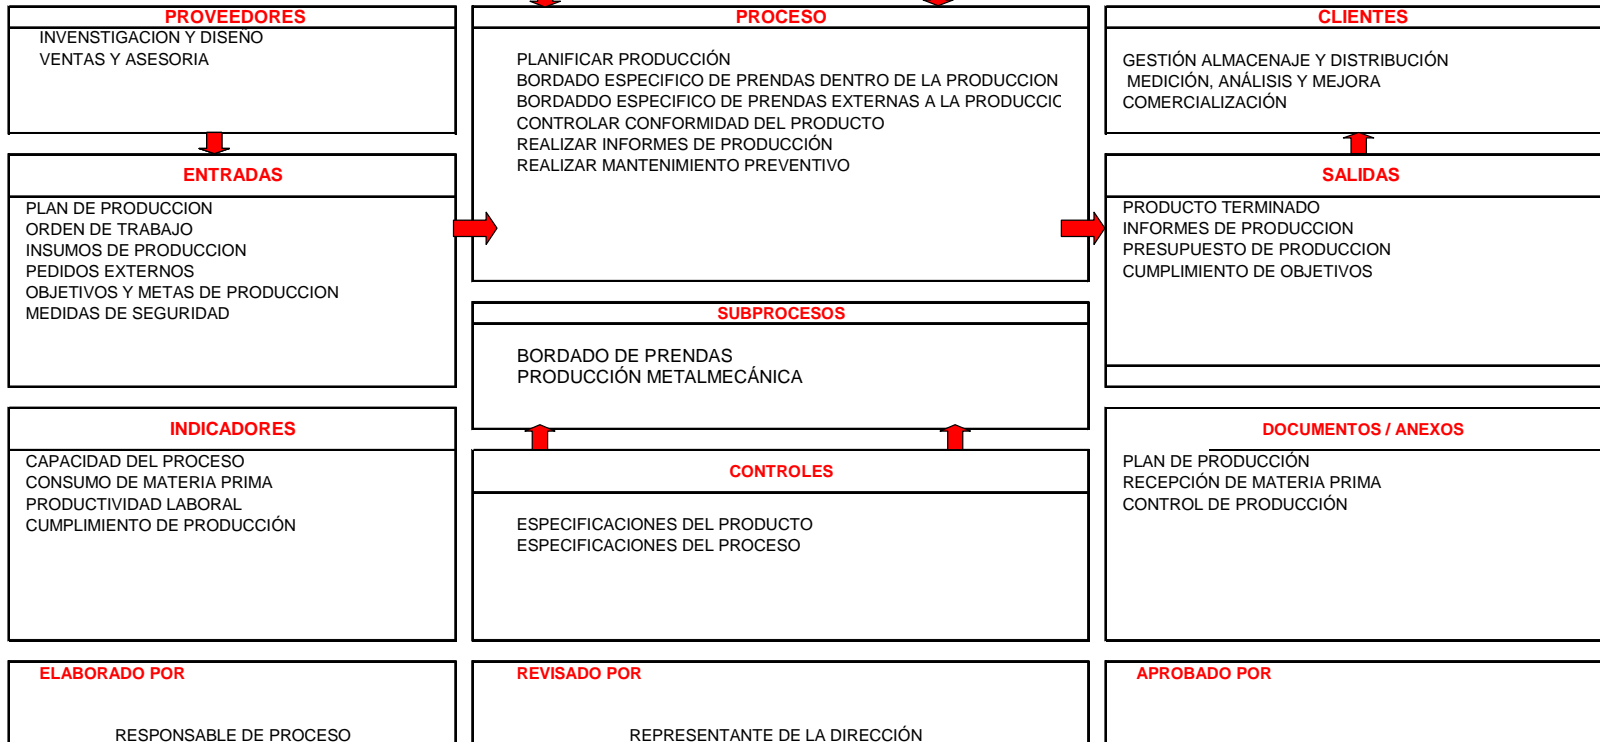 PROVEEDORES
INVENSTIGACION Y DISEÑO
VENTAS Y ASESORIA
ENTRADAS
PLAN DE PRODUCCION
ORDEN DE TRABAJO
INSUMOS DE PRODUCCION
PEDIDOS EXTERNOS
OBJETIVOS Y METAS DE PRODUCCION
MEDIDAS DE SEGURIDAD
INDICADORES
CAPACIDAD DEL PROCESO
CONSUMO DE MATERIA PRIMA
PRODUCTIVIDAD LABORAL
CUMPLIMIENTO DE PRODUCCIÓN
PROCESO
PLANIFICAR PRODUCCIÓN
BORDADO ESPECIFICO DE PRENDAS DENTRO DE LA PRODUCCION
BORDADDO ESPECIFICO DE PRENDAS EXTERNAS A LA PRODUCCIC
CONTROLAR CONFORMIDAD DEL PRODUCTO
REALIZAR INFORMES DE PRODUCCIÓN
REALIZAR MANTENIMIENTO PREVENTIVO
SUBPROCESOS
BORDADO DE PRENDAS
PRODUCCIÓN METALMECÁNICA
CONTROLES
ESPECIFICACIONES DEL PRODUCTO
ESPECIFICACIONES DEL PROCESO
CLIENTES
GESTIÓN ALMACENAJE Y DISTRIBUCIÓN
MEDICIÓN, ANÁLISIS Y MEJORA
COMERCIALIZACIÓN
SALIDAS
PRODUCTO TERMINADO
INFORMES DE PRODUCCION
PRESUPUESTO DE PRODUCCION
CUMPLIMIENTO DE OBJETIVOS
DOCUMENTOS / ANEXOS
PLAN DE PRODUCCIÓN
RECEPCIÓN DE MATERIA PRIMA
CONTROL DE PRODUCCIÓN
ELABORADO POR
RESPONSABLE DE PROCESO
REVISADO POR
REPRESENTANTE DE LA DIRECCIÓN
APROBADO POR